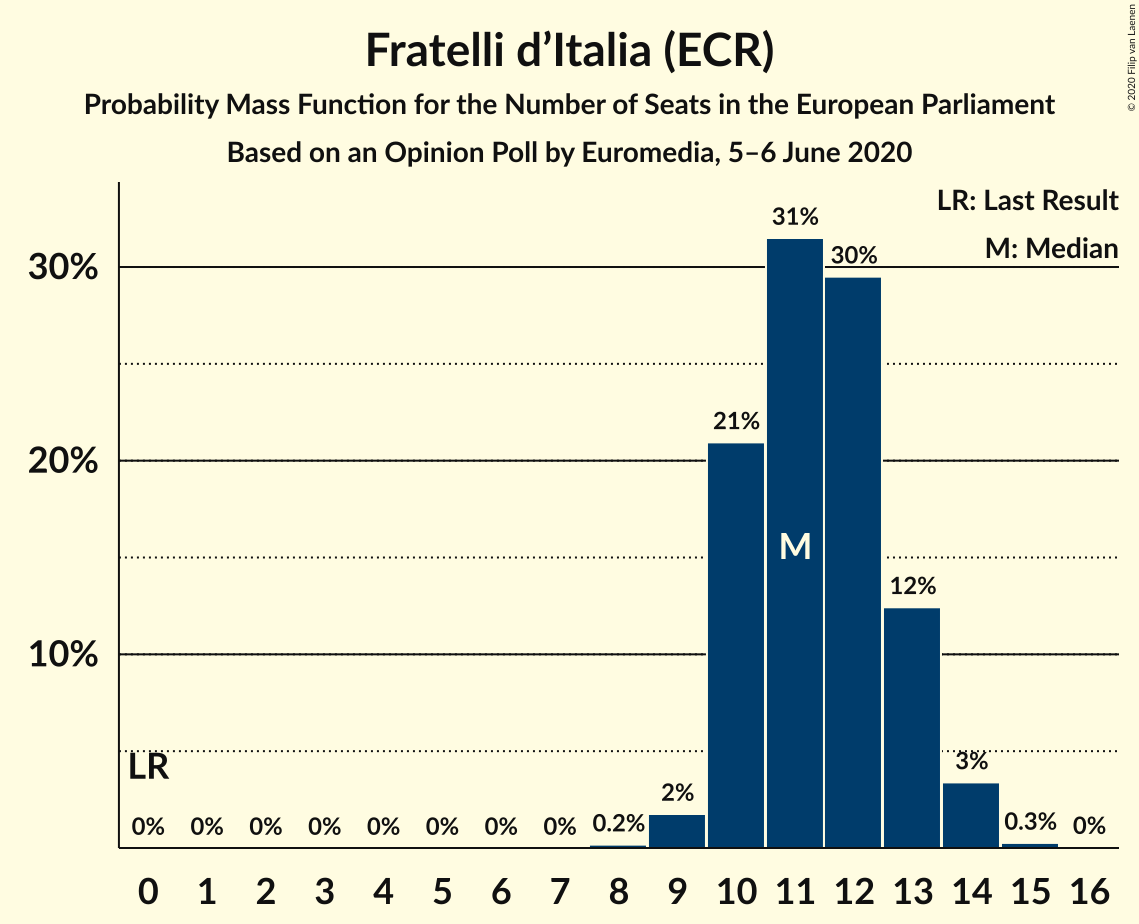 Fratelli d’Italia (ECR)
Probability Mass Function for the Number of Seats in the European Parliament
Based on an Opinion Poll by Euromedia, 5–6 June 2020
© 2020 Filip van Laenen
LR: Last Result
M: Median
30%
20%
10%
31%
30%
21%
M
12%
LR
3%
2%
0% 0% 0% 0% 0% 0% 0% 0% 0.2% 0.3% 0%
0 1 2 3 4 5 6 7 8 9 10 11 12 13 14 15 16